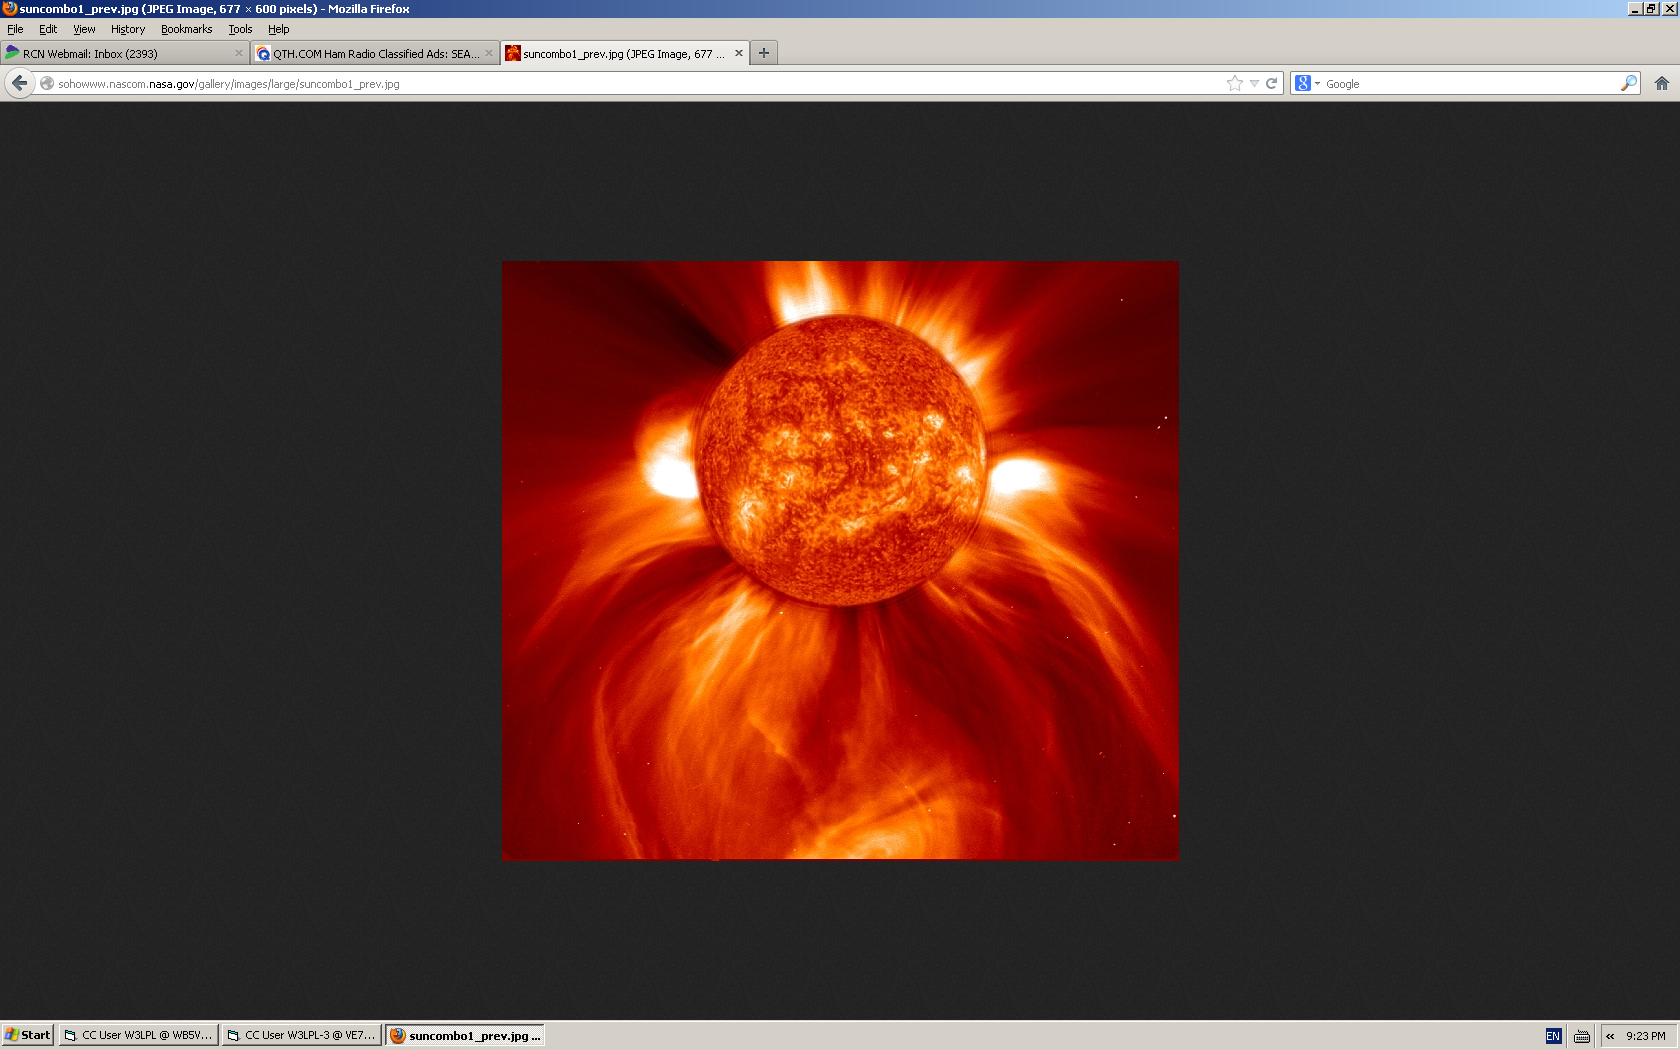 suncombo1_prev.jpg (JPEG Image, 677 × 600 pixels) - Mozilla Firefox
File Edit View History Bookmarks Tools Help
RCN Webmail: Inbox (2393)
QTH.COM Ham Radio Classified Ads: SEA...
suncombo1_prev.jpg (JPEG Image, 677 ...
sohowww.nascom.nasa.gov/gallery/images/large/suncombo1_prev.jpg
Google
Start
CC User W3LPL @ WB5V...
CC User W3LPL-3 @ VE7...
suncombo1_prev.jpg ...
EN
9:23 PM